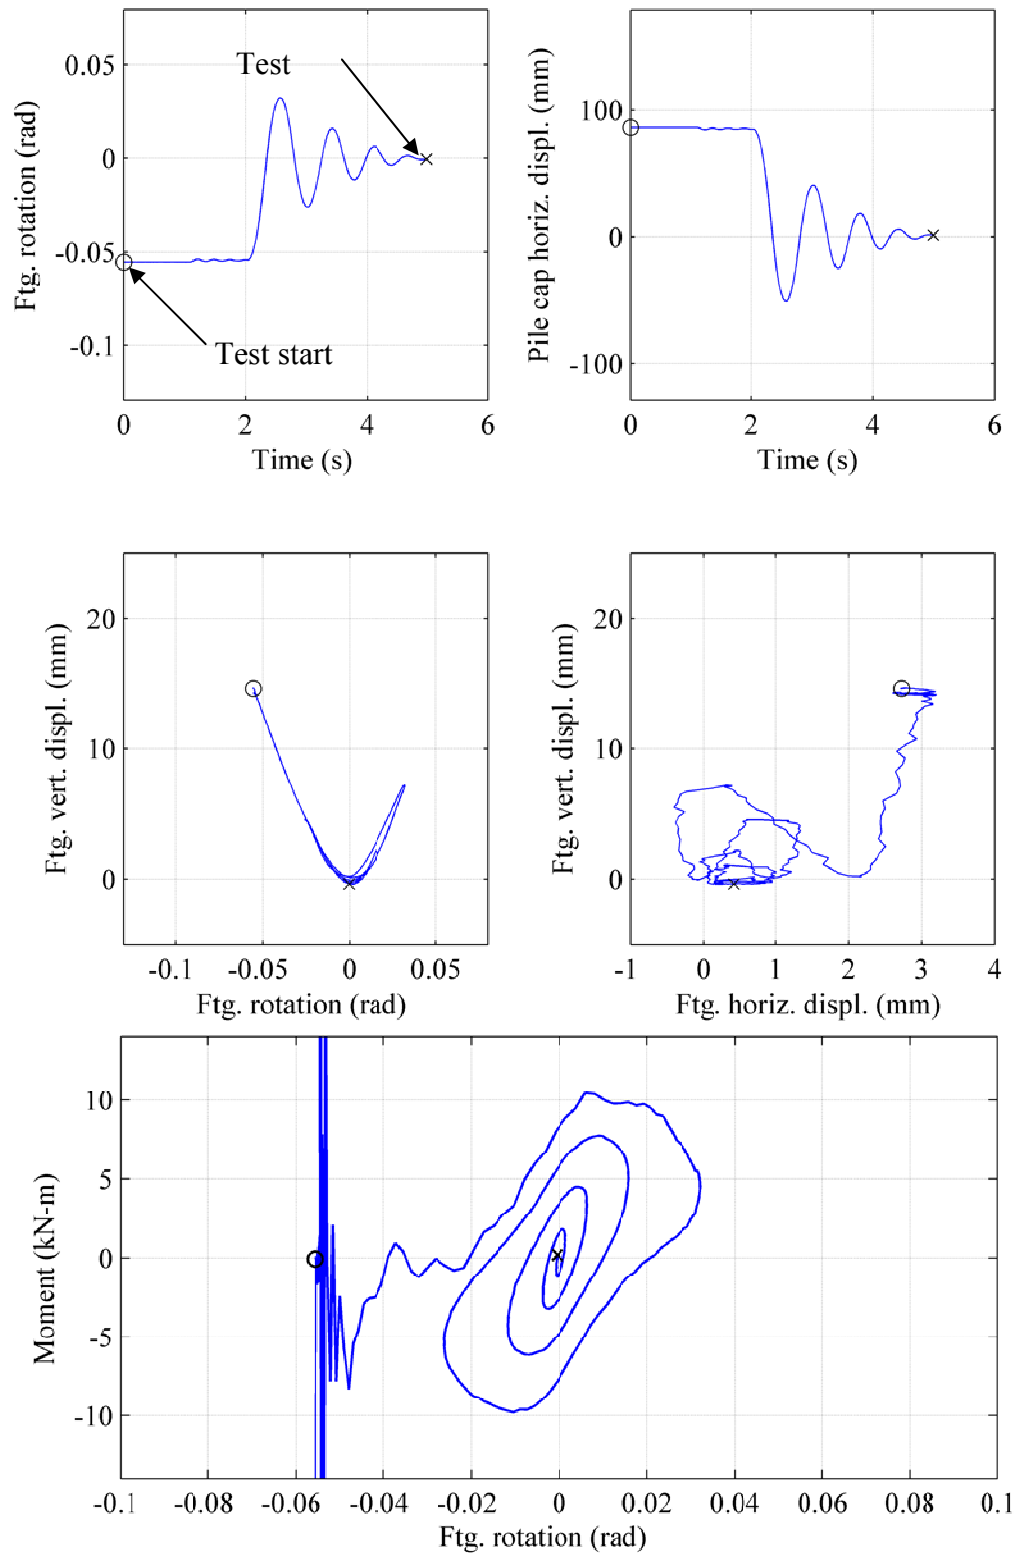 Test
0.05
0
-0.05
-0.1
Ftg. rotation (rad)
Test start
0 2 4 6
Time (s)
100
0
-100
Pile cap horiz. displ. (mm)
0 2 4 6
Time (s)
20
10
0
Ftg. vert. displ. (mm)
-0.1 -0.05 0 0.05
Ftg. rotation (rad)
20
10
0
Ftg. vert. displ. (mm)
-1 0 1 2 3 4
Ftg. horiz. displ. (mm)
10
5
0
-5
-10
Moment (kN-m)
-0.1 -0.08 -0.06 -0.04 -0.02 0 0.02 0.04 0.06 0.08 0.1
Ftg. rotation (rad)